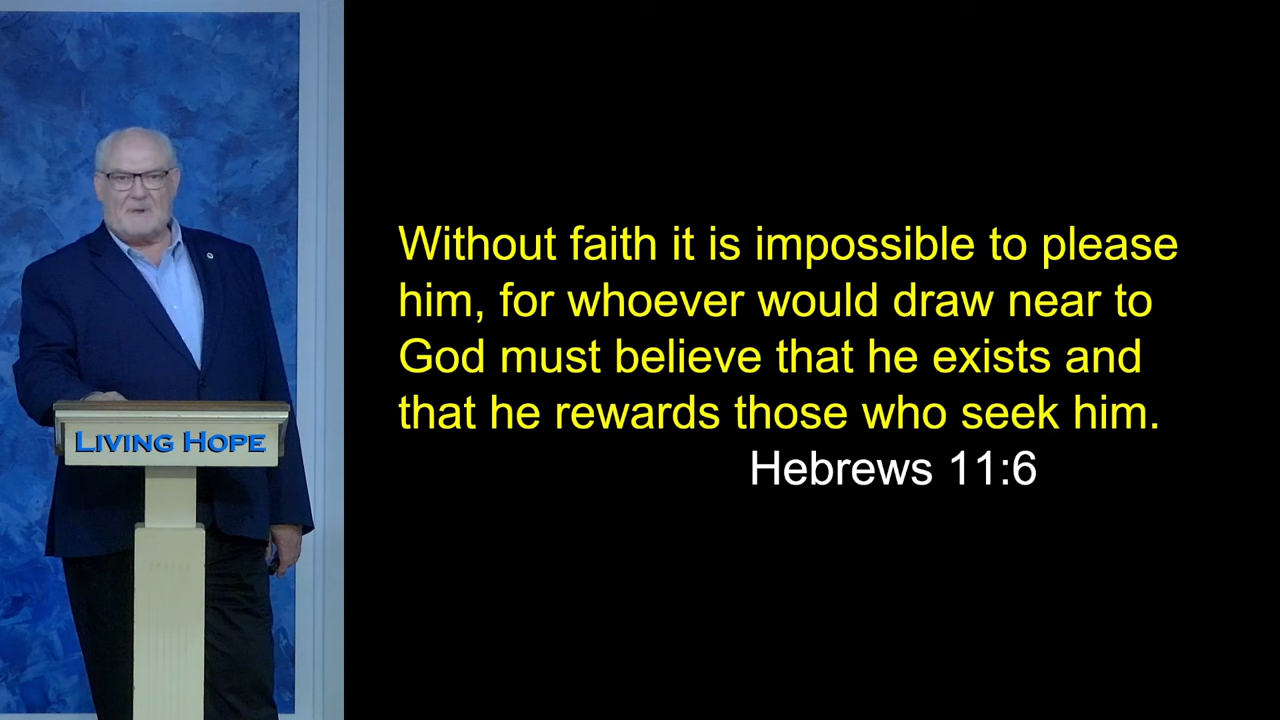 LIVING HOPE
Without faith it is impossible to please
him, for whoever would draw near to
God must believe that he exists and
that he rewards those who seek him.
Hebrews 11:6